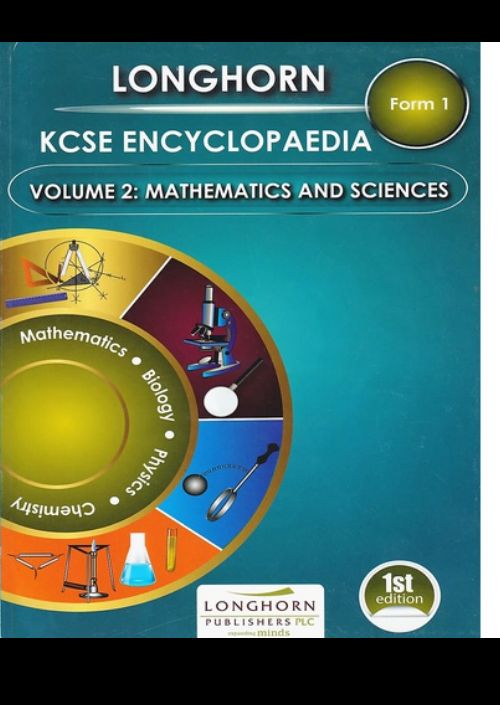 LONGHORN
Form 1
KCSE ENCYCLOPAEDIA
VOLUME 2: MATHEMATICS AND SCIENCES
Mathematics • Biology • Physics • Chemistry
1st
edition
LONGHORN
PUBLISHERS PLC
expanding minds